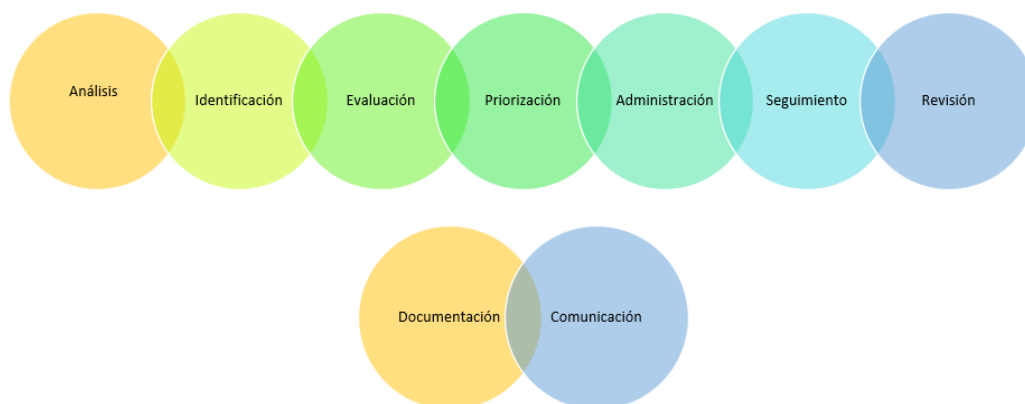 Análisis
Identificación
Evaluación
Priorización
Administración
Seguimiento
Revisión
Documentación
Comunicación